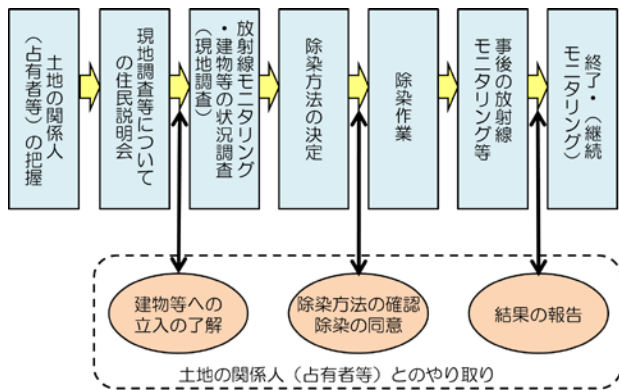 土地の関係人
（占有者等）の把握
現地調査等について
の住民説明会
放射線モニタリング
・建物等の状況調査
（現地調査）
除染方法の決定
除染作業
事後の放射線
モニタリング等
終了・（継続
モニタリング）
建物等への
立入の了解
除染方法の確認
除染の同意
結果の報告
土地の関係人（占有者等）とのやり取り